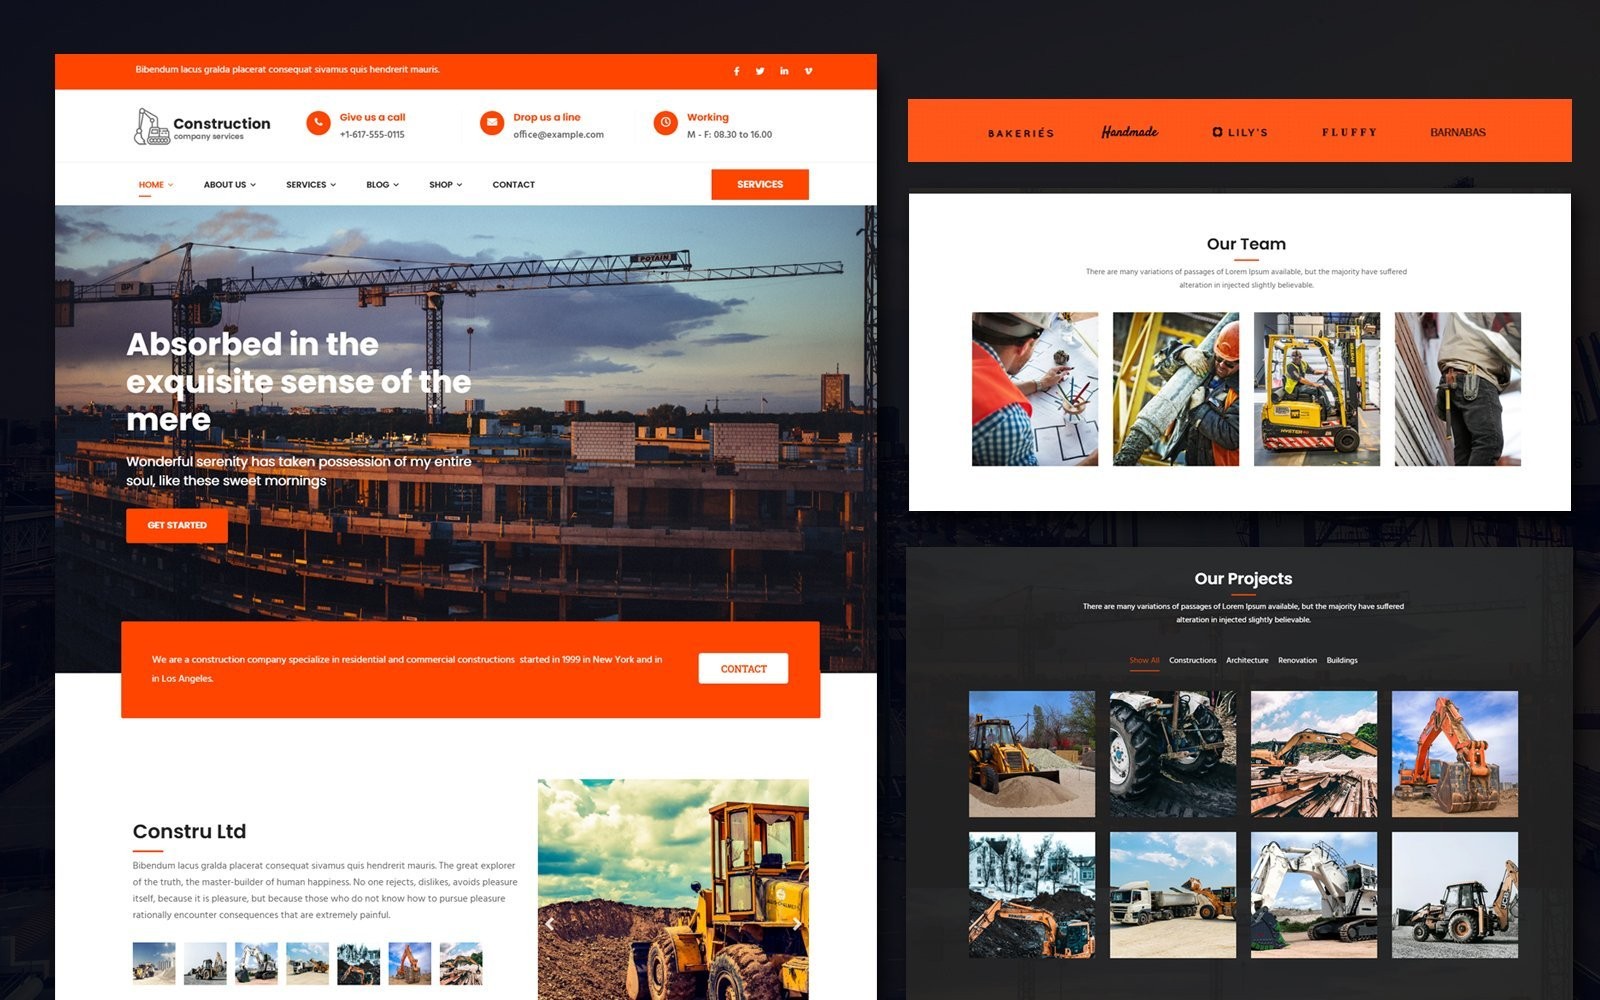 Bibendum lacus gralda placerat consequat sivamus quis hendrerit mauris.
Construction
company services
Give us a call
+1-617-555-0115
Drop us a line
office@example.com
Working
M - F: 08.30 to 16.00
HOME
ABOUT US
SERVICES
BLOG
SHOP
CONTACT
SERVICES
BPI
POTAIN
Absorbed in the
exquisite sense of the
mere
Wonderful serenity has taken possession of my entire
soul, like these sweet mornings
GET STARTED
We are a construction company specialize in residential and commercial constructions started in 1999 in New York and in
in Los Angeles.
CONTACT
Constru Ltd
Bibendum lacus gralda placerat consequat sivamus quis hendrerit mauris. The great explorer
of the truth, the master-builder of human happiness. No one rejects, dislikes, avoids pleasure
itself, because it is pleasure, but because those who do not know how to pursue pleasure
rationally encounter consequences that are extremely painful.
BAKERIÉS
Handmade
LILY'S
FLUFFY
BARNABAS
Our Team
There are many variations of passages of Lorem Ipsum available, but the majority have suffered
alteration in injected slightly believable.
HYSTER
Our Projects
There are many variations of passages of Lorem Ipsum available, but the majority have suffered
alteration in injected slightly believable.
Show All
Constructions
Architecture
Renovation
Buildings